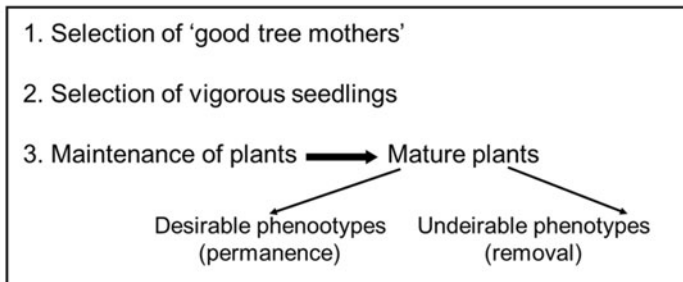 1. Selection of ‘good tree mothers’
2. Selection of vigorous seedlings
3. Maintenance of plants Mature plants
Desirable phenootypes Undeirable phenotypes
(permanence) (removal)